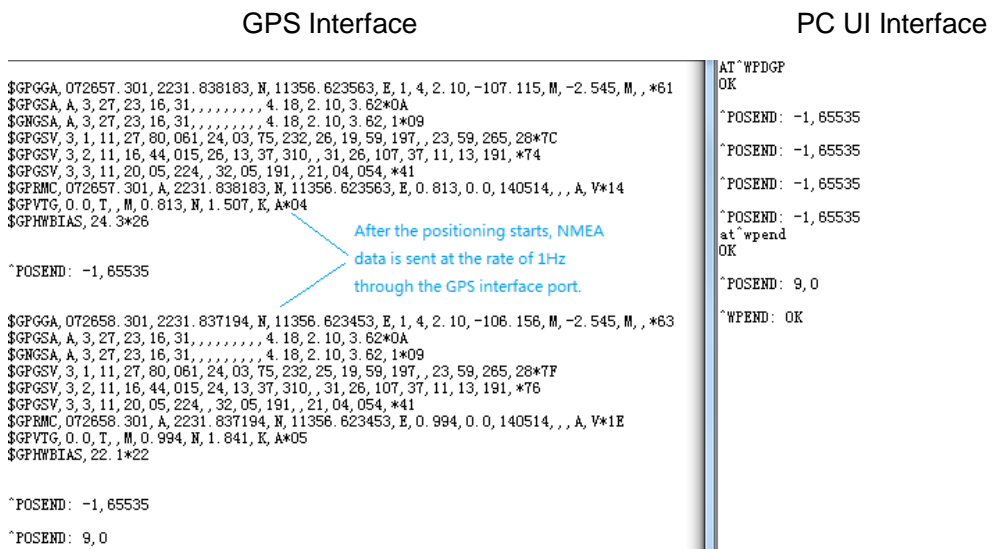 GPS Interface
PC UI Interface
$GPGGA,072657.301,2231.838183,N,11356.623563,E,1,4,2.10,-107.115,M,-2.545,M,,*61
$GPGSA,A,3,27,23,16,31,,,,,,,,,4.18,2.10,3.62*0A
$GNGSA,A,3,27,23,16,31,,,,,,,,,4.18,2.10,3.62,1*09
$GPGSV,3,1,11,27,80,061,24,03,75,232,26,19,59,197,,23,59,265,28*7C
$GPGSV,3,2,11,16,44,015,26,13,37,310,,31,26,107,37,11,13,191,*74
$GPGSV,3,3,11,20,05,224,,32,05,191,,21,04,054,*41
$GPRMC,072657.301,A,2231.838183,N,11356.623563,E,0.813,0.0,140514,,,A,V*14
$GPVTG,0.0,T,,M,0.813,N,1.507,K,A*04
$GPHWBIAS,24.3*26
After the positioning starts, NMEA
data is sent at the rate of 1Hz
through the GPS interface port.
^POSEND: -1,65535
$GPGGA,072658.301,2231.837194,N,11356.623453,E,1,4,2.10,-106.156,M,-2.545,M,,*63
$GPGSA,A,3,27,23,16,31,,,,,,,,,4.18,2.10,3.62*0A
$GNGSA,A,3,27,23,16,31,,,,,,,,,4.18,2.10,3.62,1*09
$GPGSV,3,1,11,27,80,061,24,03,75,232,25,19,59,197,,23,59,265,28*7F
$GPGSV,3,2,11,16,44,015,24,13,37,310,,31,26,107,37,11,13,191,*76
$GPGSV,3,3,11,20,05,224,,32,05,191,,21,04,054,*41
$GPRMC,072658.301,A,2231.837194,N,11356.623453,E,0.994,0.0,140514,,,A,V*1E
$GPVTG,0.0,T,,M,0.994,N,1.841,K,A*05
$GPHWBIAS,22.1*22
^POSEND: -1,65535
^POSEND: 9,0
AT^WPDGP
OK
^POSEND: -1,65535
^POSEND: -1,65535
^POSEND: -1,65535
^POSEND: -1,65535
at^wpend
OK
^POSEND: 9,0
^WPEND: OK